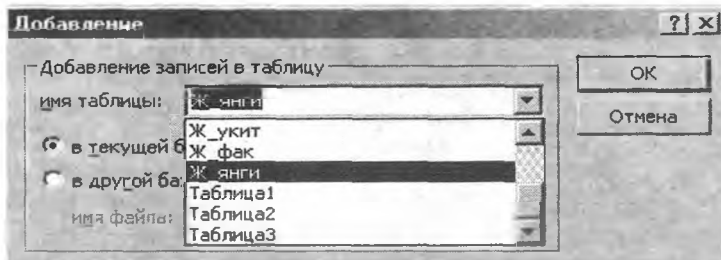 Добавление
Добавление записей в таблицу
имя таблицы: Ж_янги
ОК
Отмена
Ж_укит
в текущей б
Ж_фак
Ж_янги
в другой ба
Таблица1
имя файла:
Таблица2
Таблица3